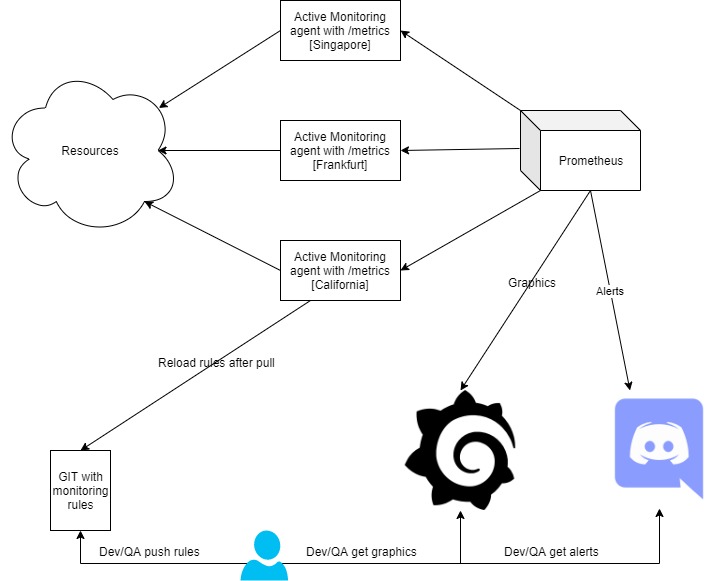 Active Monitoring
agent with /metrics
[Singapore]
Resources
Active Monitoring
agent with /metrics
[Frankfurt]
Prometheus
Active Monitoring
agent with /metrics
[California]
Graphics
Alerts
Reload rules after pull
GIT with
monitoring
rules
Dev/QA push rules
Dev/QA get graphics
Dev/QA get alerts